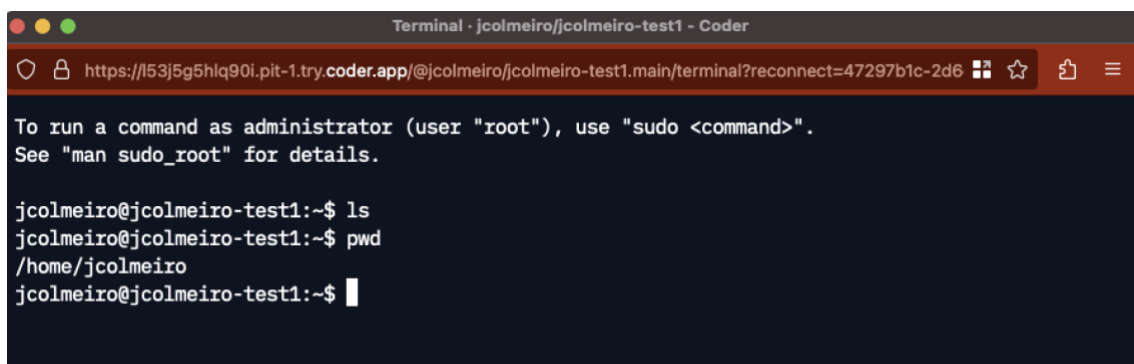 Terminal · jcolmeiro/jcolmeiro-test1 - Coder
https://l53j5g5hlq90i.pit-1.try.coder.app/@jcolmeiro/jcolmeiro-test1.main/terminal?reconnect=47297b1c-2d6
To run a command as administrator (user "root"), use "sudo <command>".
See "man sudo_root" for details.
jcolmeiro@jcolmeiro-test1:~$ ls
jcolmeiro@jcolmeiro-test1:~$ pwd
/home/jcolmeiro
jcolmeiro@jcolmeiro-test1:~$